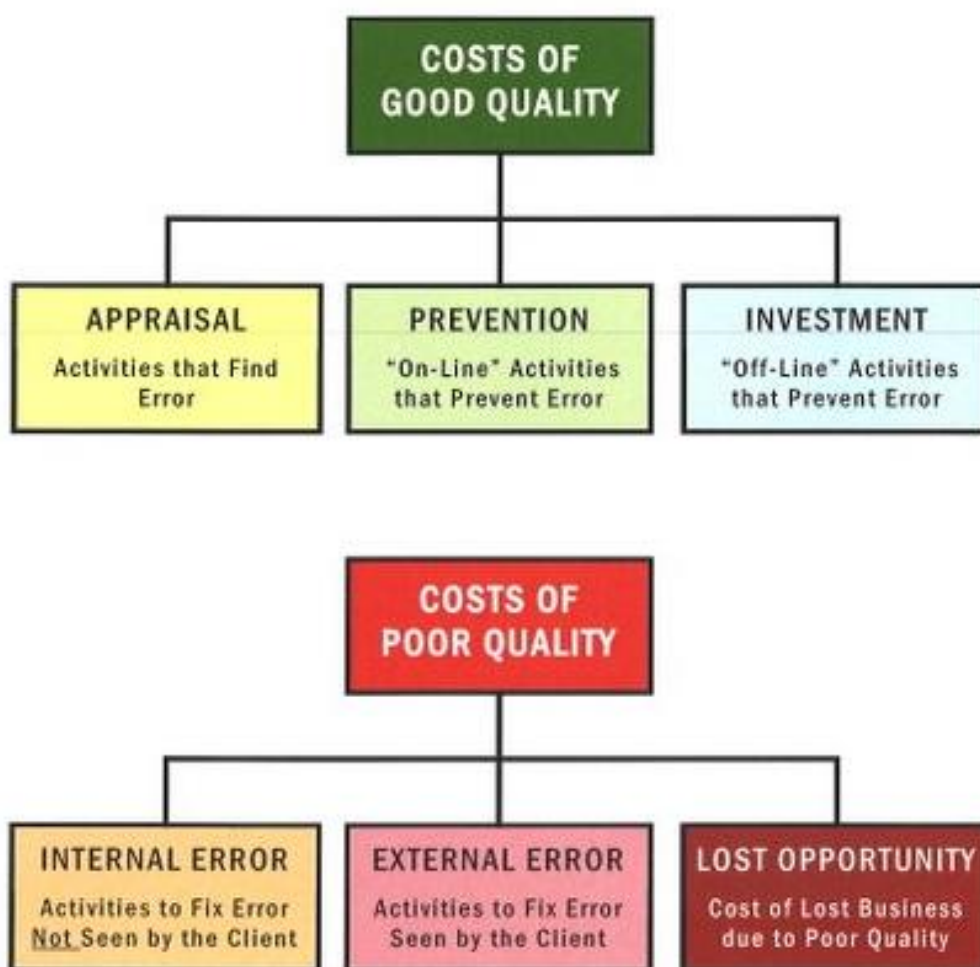 COSTS OF
GOOD QUALITY
APPRAISAL
Activities that Find
Error
PREVENTION
"On-Line" Activities
that Prevent Error
INVESTMENT
"Off-Line" Activities
that Prevent Error
COSTS OF
POOR QUALITY
INTERNAL ERROR
Activities to Fix Error
Not Seen by the Client
EXTERNAL ERROR
Activities to Fix Error
Seen by the Client
LOST OPPORTUNITY
Cost of Lost Business
due to Poor Quality